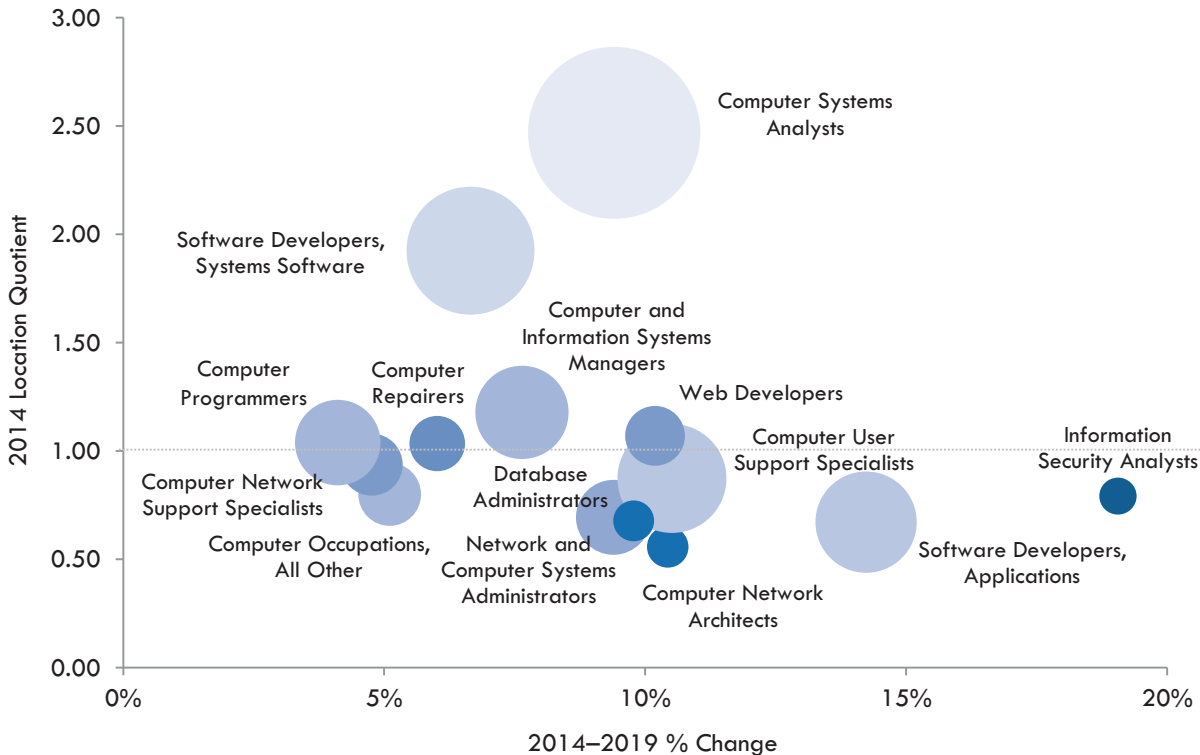 3.00
2.50
2.00
1.50
1.00
0.50
0.00
2014 Location Quotient
Computer Systems
Analysts
Software Developers,
Systems Software
Computer and
Information Systems
Managers
Computer
Programmers
Computer
Repairers
Web Developers
Computer User
Support Specialists
Information
Security Analysts
Computer Network
Support Specialists
Database
Administrators
Computer Occupations,
All Other
Network and
Computer Systems
Administrators
Computer Network
Architects
Software Developers,
Applications
0%
5%
10%
15%
20%
2014–2019 % Change